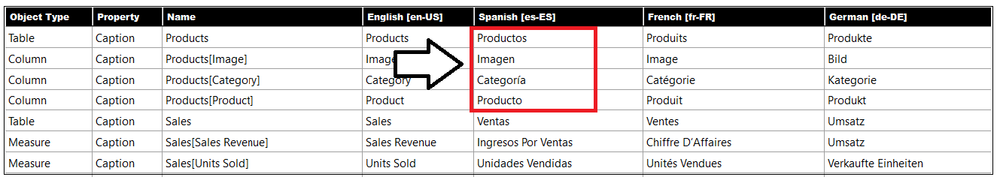 Object Type Property Name English [en-US] Spanish [es-ES] French [fr-FR] German [de-DE]
Table Caption Products Products Productos Produits Produkte
Column Caption Products[Image] Image Imagen Image Bild
Column Caption Products[Category] Category Categoría Catégorie Kategorie
Column Caption Products[Product] Product Producto Produit Produkt
Table Caption Sales Sales Ventas Ventes Umsatz
Measure Caption Sales[Sales Revenue] Sales Revenue Ingresos Por Ventas Chiffre D’Affaires Umsatz
Measure Caption Sales[Units Sold] Units Sold Unidades Vendidas Unités Vendues Verkaufte Einheiten